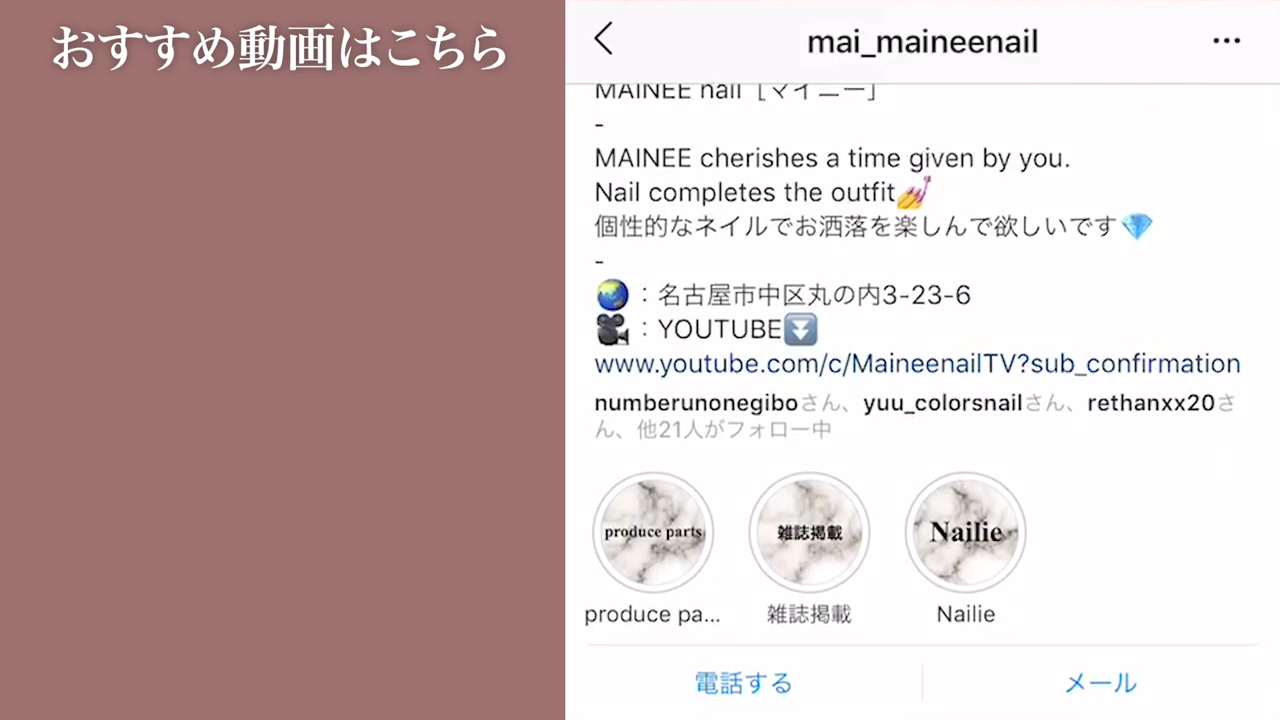 おすすめ動画はこちら
mai_maineenail
MAINEE nail［マイニー］
-
MAINEE cherishes a time given by you.
Nail completes the outfit💅
個性的なネイルでお洒落を楽しんで欲しいです💎
-
🌏：名古屋市中区丸の内3-23-6
🎥：YOUTUBE⏬
www.youtube.com/c/MaineenailTV?sub_confirmation
numberunonegiboさん、yuu_colorsnailさん、rethanxx20さ
ん、他21人がフォロー中
produce parts
雑誌掲載
Nailie
produce pa...
雑誌掲載
Nailie
電話する
メール